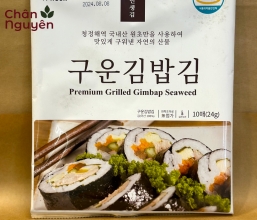 Chân
Nguyên
2024.08.06
청정해역 국내산 원초만을 사용하여
맛있게 구워낸 자연의 산물
구운김밥김
Premium Grilled Gimbap Seaweed
10매(24g)